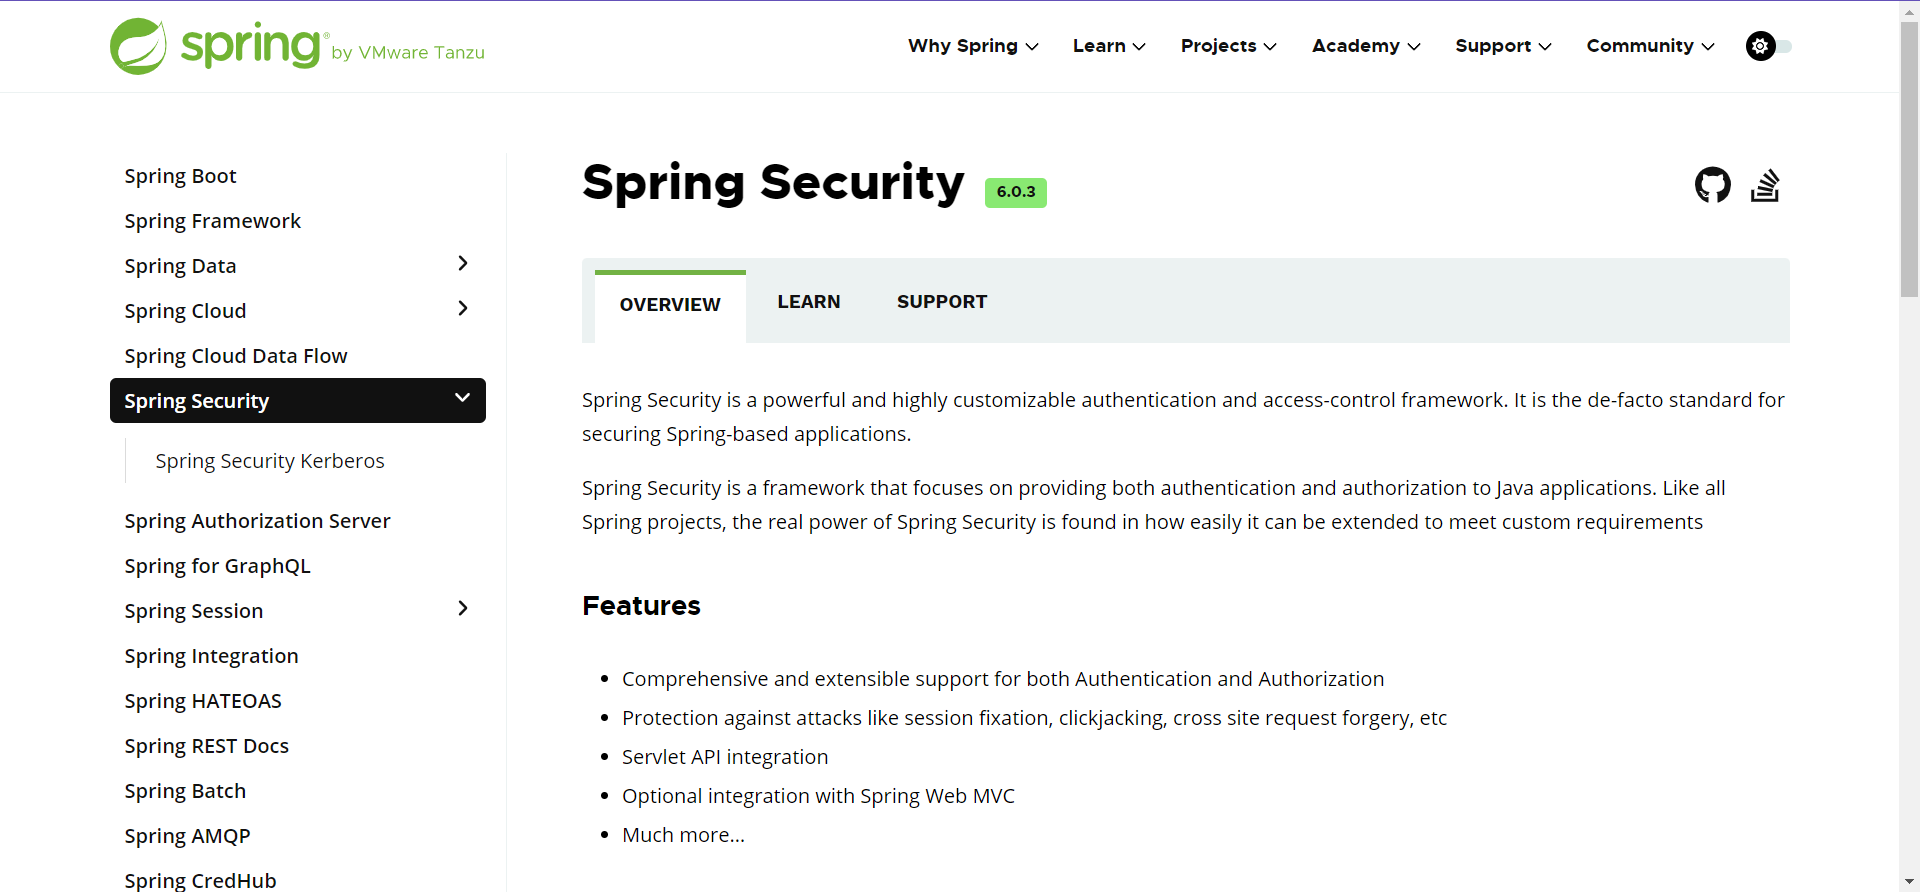 spring® by VMware Tanzu
Why Spring
Learn
Projects
Academy
Support
Community
Spring Boot
Spring Framework
Spring Data
Spring Cloud
Spring Cloud Data Flow
Spring Security
Spring Security Kerberos
Spring Authorization Server
Spring for GraphQL
Spring Session
Spring Integration
Spring HATEOAS
Spring REST Docs
Spring Batch
Spring AMQP
Spring CredHub
Spring Security 6.0.3
OVERVIEW
LEARN
SUPPORT
Spring Security is a powerful and highly customizable authentication and access-control framework. It is the de-facto standard for
securing Spring-based applications.
Spring Security is a framework that focuses on providing both authentication and authorization to Java applications. Like all
Spring projects, the real power of Spring Security is found in how easily it can be extended to meet custom requirements
Features
• Comprehensive and extensible support for both Authentication and Authorization
• Protection against attacks like session fixation, clickjacking, cross site request forgery, etc
• Servlet API integration
• Optional integration with Spring Web MVC
• Much more...